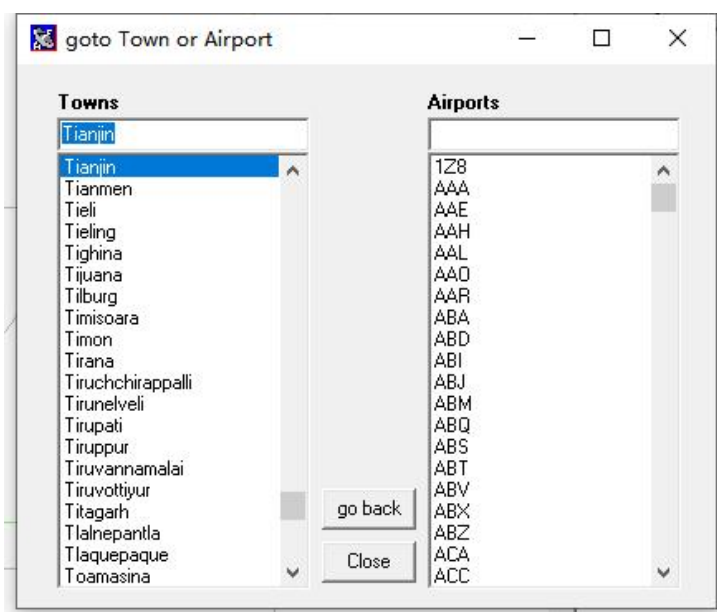 goto Town or Airport
Towns
Tianjin
Tianjin
Tianmen
Tieli
Tieling
Tighina
Tijuana
Tilburg
Timisoara
Timon
Tirana
Tiruchchirappalli
Tirunelveli
Tirupati
Tiruppur
Tiruvannamalai
Tiruvottiyur
Titagarh
Tlalnepantla
Tlaquepaque
Toamasina
go back
Close
Airports
1Z8
AAA
AAE
AAH
AAL
AAO
AAR
ABA
ABD
ABI
ABJ
ABM
ABQ
ABS
ABT
ABV
ABX
ABZ
ACA
ACC